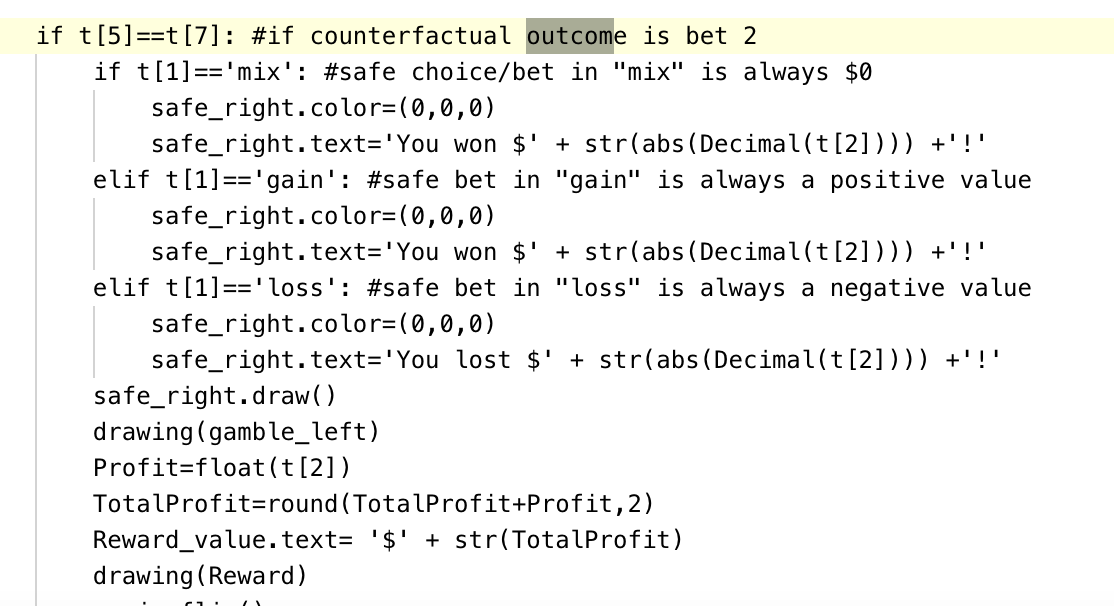 if t[5]==t[7]: #if counterfactual outcome is bet 2
if t[1]=='mix': #safe choice/bet in "mix" is always $0
safe_right.color=(0,0,0)
safe_right.text='You won $' + str(abs(Decimal(t[2]))) +'!'
elif t[1]=='gain': #safe bet in "gain" is always a positive value
safe_right.color=(0,0,0)
safe_right.text='You won $' + str(abs(Decimal(t[2]))) +'!'
elif t[1]=='loss': #safe bet in "loss" is always a negative value
safe_right.color=(0,0,0)
safe_right.text='You lost $' + str(abs(Decimal(t[2]))) +'!'
safe_right.draw()
drawing(gamble_left)
Profit=float(t[2])
TotalProfit=round(TotalProfit+Profit,2)
Reward_value.text= '$' + str(TotalProfit)
drawing(Reward)